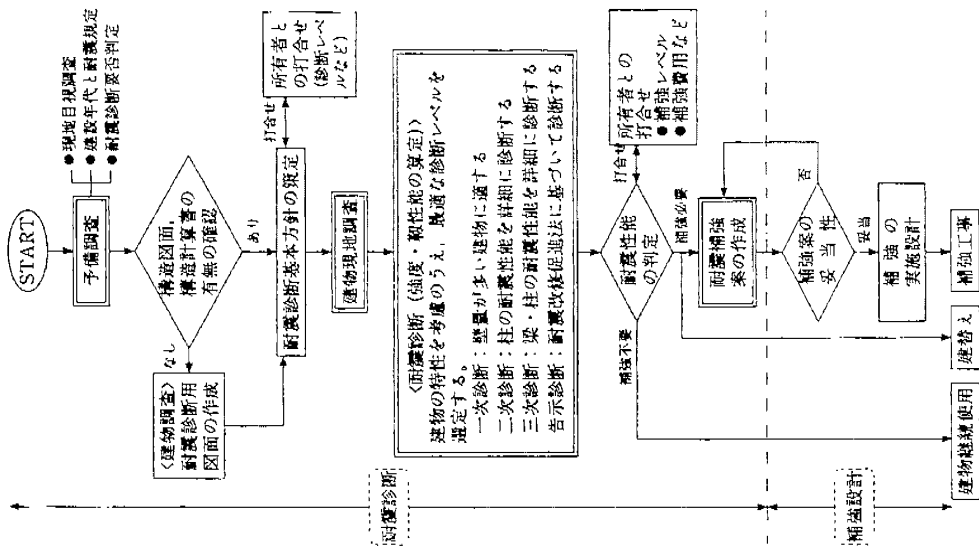 START
予備調査
●現地目視調査
●建設年代と耐震規定
●耐震診断要否判定
構造図面,
構造計算書の
有無の確認
なし
〈建物調査〉
耐震診断用
図面の作成
あり
耐震診断基本方針の策定
打合せ
所有者と
の打合せ
(診断レベ
ルなど)
建物現地調査
〈耐震診断(強度,靱性能の算定)〉
建物の特性を考慮のうえ,最適な診断レベルを
選定する。
一次診断:壁量が多い建物に適する
二次診断:柱の耐震性能を詳細に診断する
三次診断:梁・柱の耐震性能を詳細に診断する
告示診断:耐震改修促進法に基づいて診断する
耐震性能
の判定
打合せ
所有者との
打合せ
●補強レベル
●補強費用など
補強必要
補強不要
耐震補強
案の作成
否
補強案の
妥当性
妥当
補強の
実施設計
補強工事
建替え
建物継続使用
耐震診断
補強設計